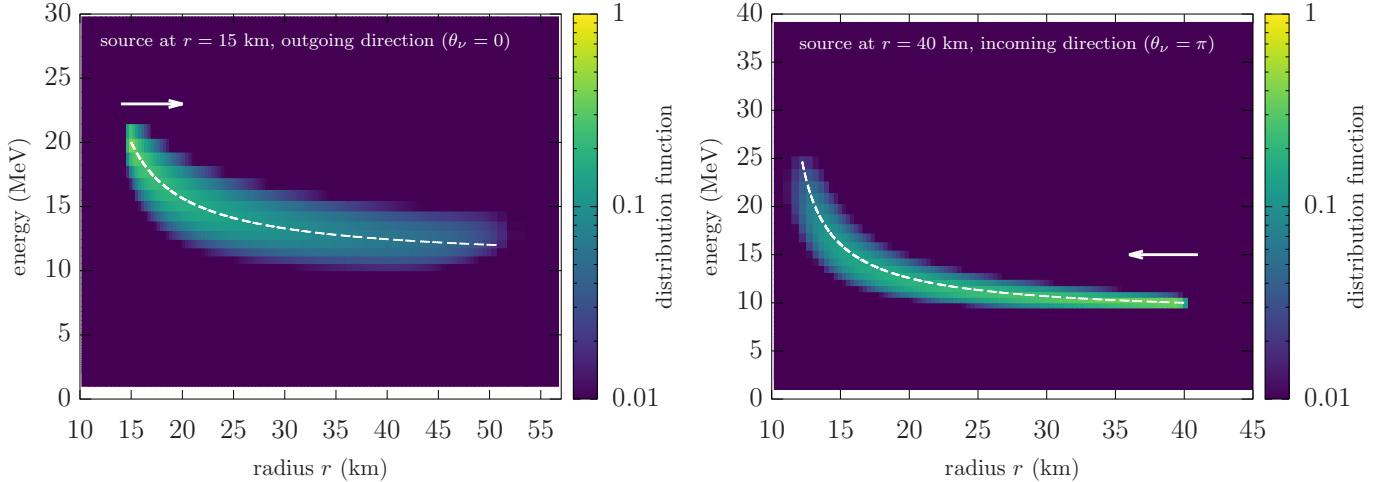 source at r = 15 km, outgoing direction (θν = 0)
energy (MeV)
30
25
20
15
10
5
0
10 15 20 25 30 35 40 45 50 55
radius r (km)
1
0.1
0.01
distribution function
source at r = 40 km, incoming direction (θν = π)
energy (MeV)
40
35
30
25
20
15
10
5
0
10 15 20 25 30 35 40 45
radius r (km)
1
0.1
0.01
distribution function